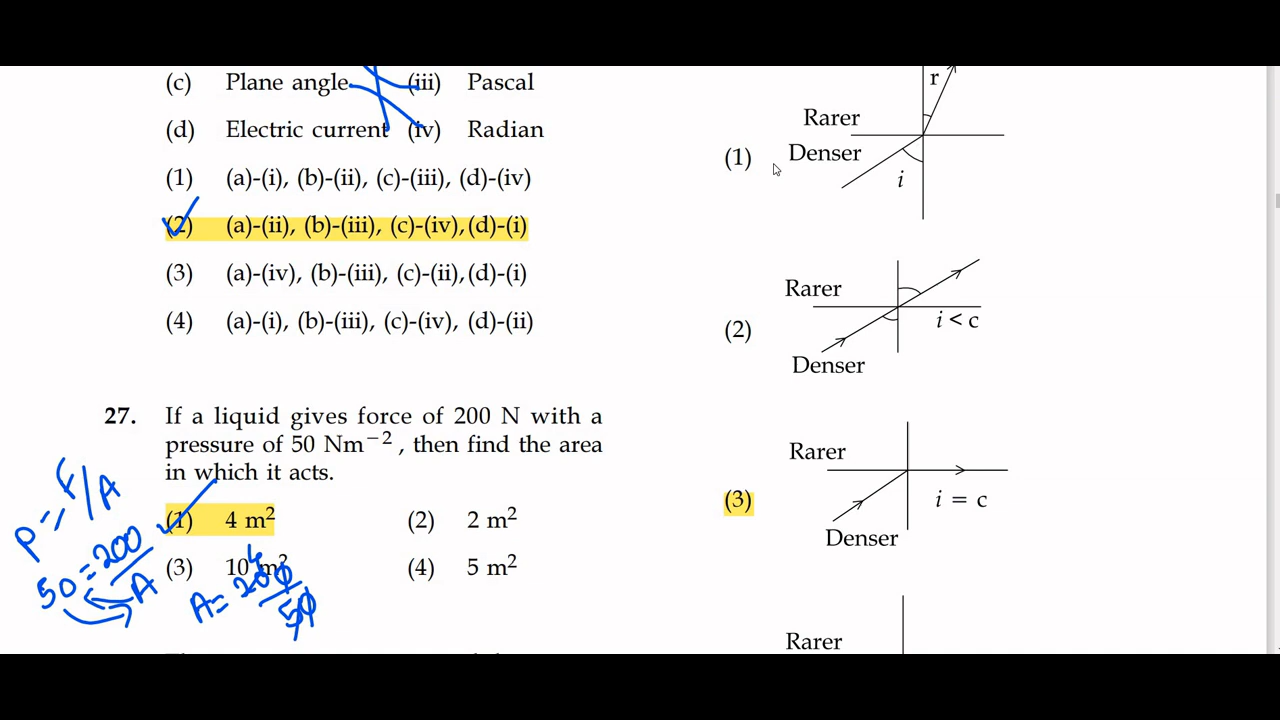 (c) Plane angle (iii) Pascal
(d) Electric current (iv) Radian
(1) (a)-(i), (b)-(ii), (c)-(iii), (d)-(iv)
(2) (a)-(ii), (b)-(iii), (c)-(iv), (d)-(i)
(3) (a)-(iv), (b)-(iii), (c)-(ii), (d)-(i)
(4) (a)-(i), (b)-(iii), (c)-(iv), (d)-(ii)
27. If a liquid gives force of 200 N with a
pressure of 50 Nm⁻², then find the area
in which it acts.
(1) 4 m² (2) 2 m²
(3) 10 m² (4) 5 m²
P = F/A
50 = 200/A
A = 200/50
4
r
Rarer
(1) Denser
i
Rarer
(2) i < c
Denser
Rarer
(3) i = c
Denser
Rarer